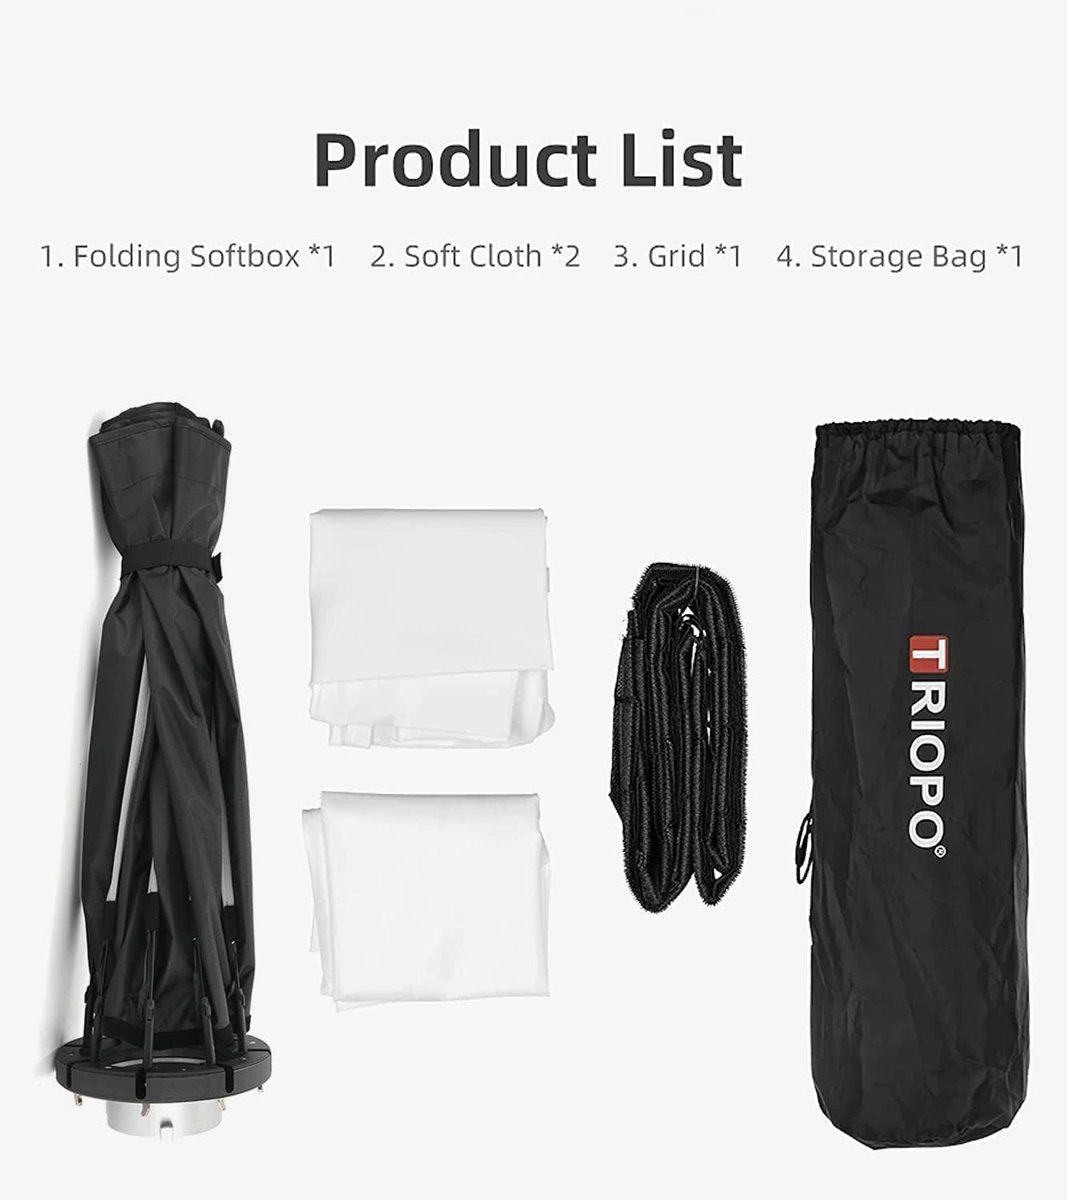 Product List
1. Folding Softbox *1 2. Soft Cloth *2 3. Grid *1 4. Storage Bag *1
TRIOPO®